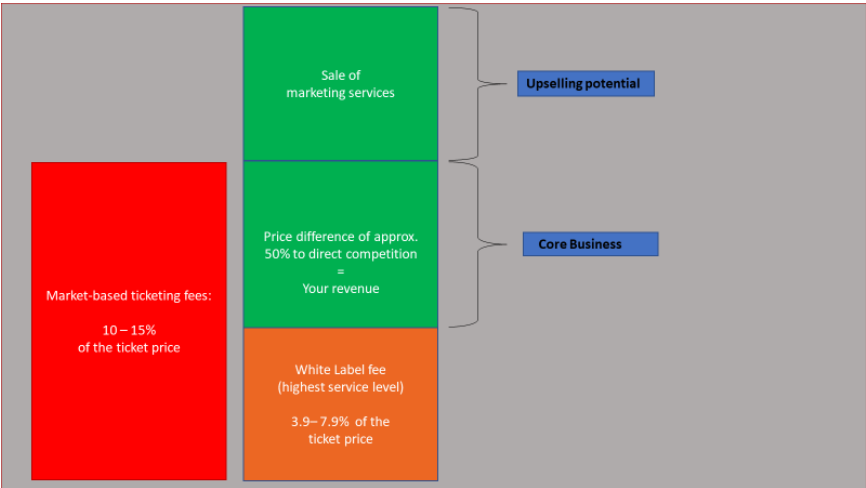 Sale of
marketing services
Upselling potential
Price difference of approx.
50% to direct competition
=
Your revenue
Core Business
Market-based ticketing fees:
10 – 15%
of the ticket price
White Label fee
(highest service level)
3.9– 7.9% of the
ticket price